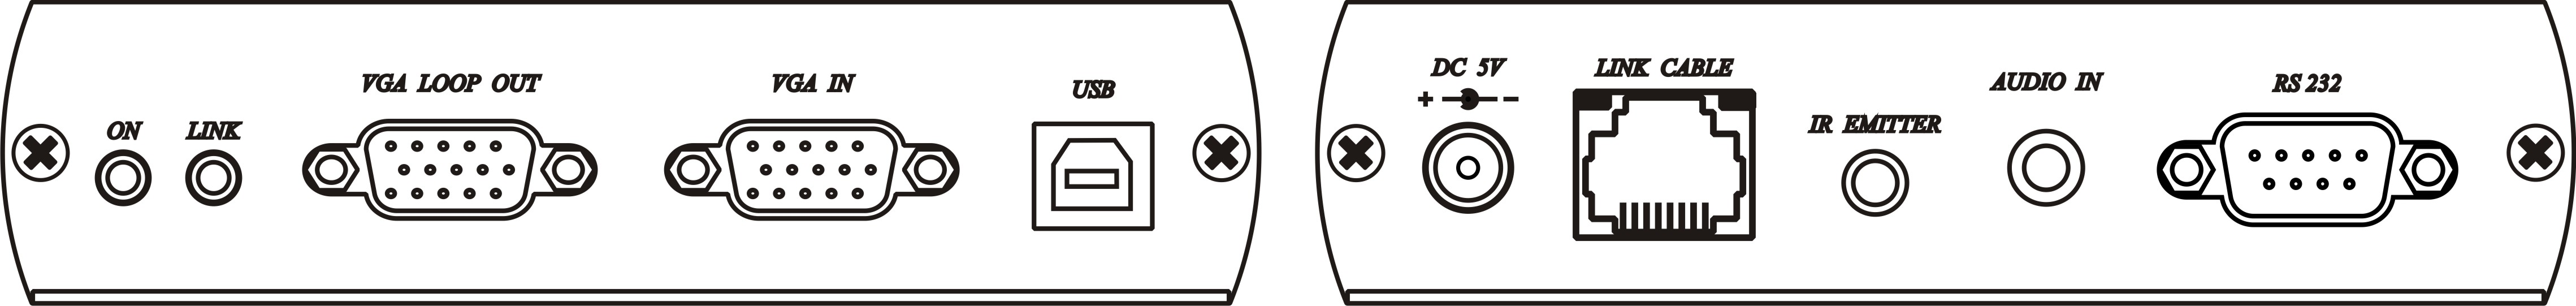 ON
LINK
VGA LOOP OUT
VGA IN
USB
DC 5V
+ −
LINK CABLE
IR EMITTER
AUDIO IN
RS 232